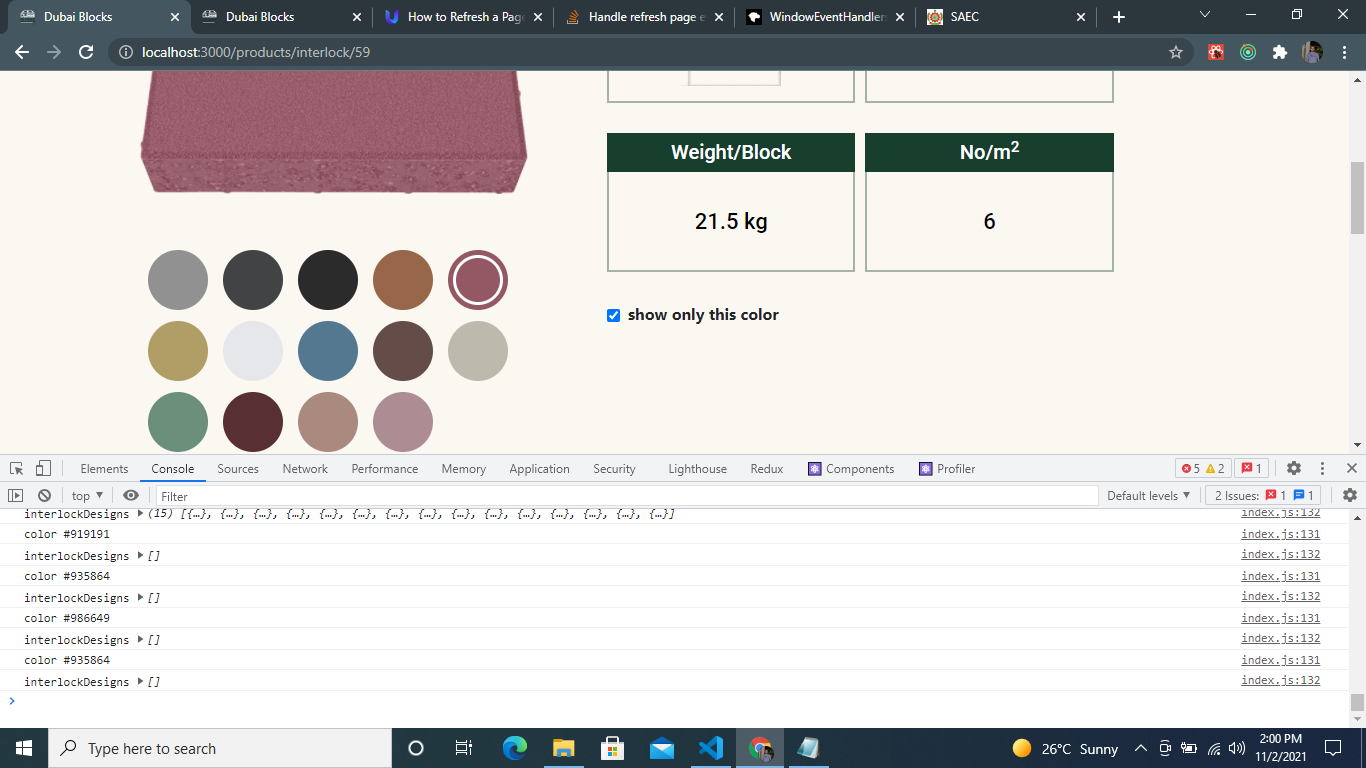 Dubai Blocks
Dubai Blocks
How to Refresh a Page
Handle refresh page e
WindowEventHandlers
SAEC
localhost:3000/products/interlock/59
Weight/Block
No/m2
21.5 kg
6
show only this color
Elements
Console
Sources
Network
Performance
Memory
Application
Security
Lighthouse
Redux
Components
Profiler
5
2
1
top
Filter
Default levels
2 Issues:
1
1
interlockDesigns (15) [{…}, {…}, {…}, {…}, {…}, {…}, {…}, {…}, {…}, {…}, {…}, {…}, {…}, {…}, {…}]
index.js:132
color #919191
index.js:131
interlockDesigns []
index.js:132
color #935864
index.js:131
interlockDesigns []
index.js:132
color #986649
index.js:131
interlockDesigns []
index.js:132
color #935864
index.js:131
interlockDesigns []
index.js:132
Type here to search
26°C Sunny
2:00 PM
11/2/2021